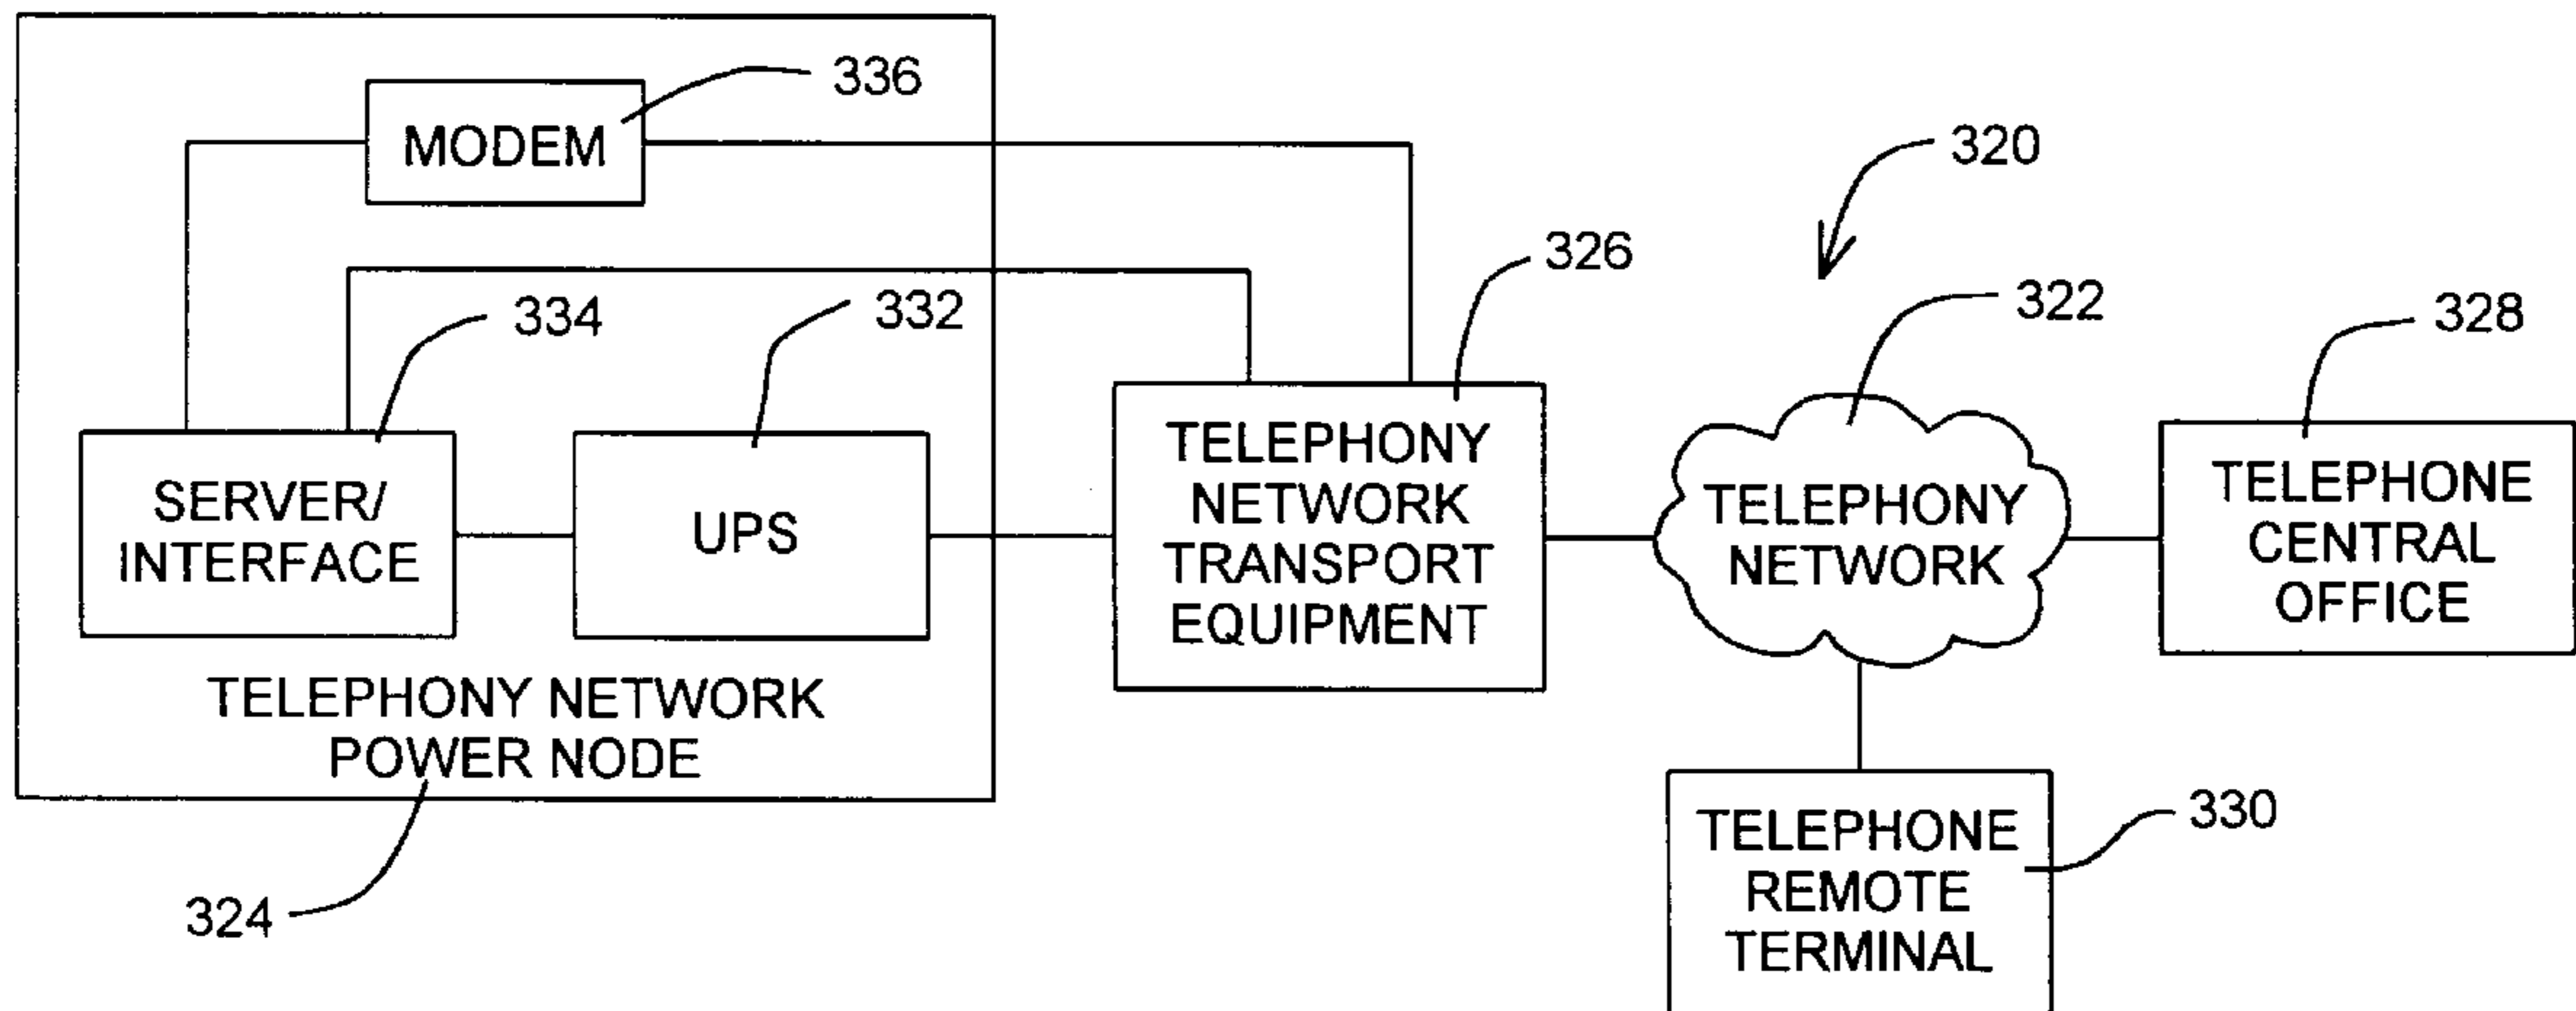 336
MODEM
320
326
322
328
334
332
SERVER/
INTERFACE
UPS
TELEPHONY
NETWORK
TRANSPORT
EQUIPMENT
TELEPHONY
NETWORK
TELEPHONE
CENTRAL
OFFICE
TELEPHONY NETWORK
POWER NODE
324
330
TELEPHONE
REMOTE
TERMINAL